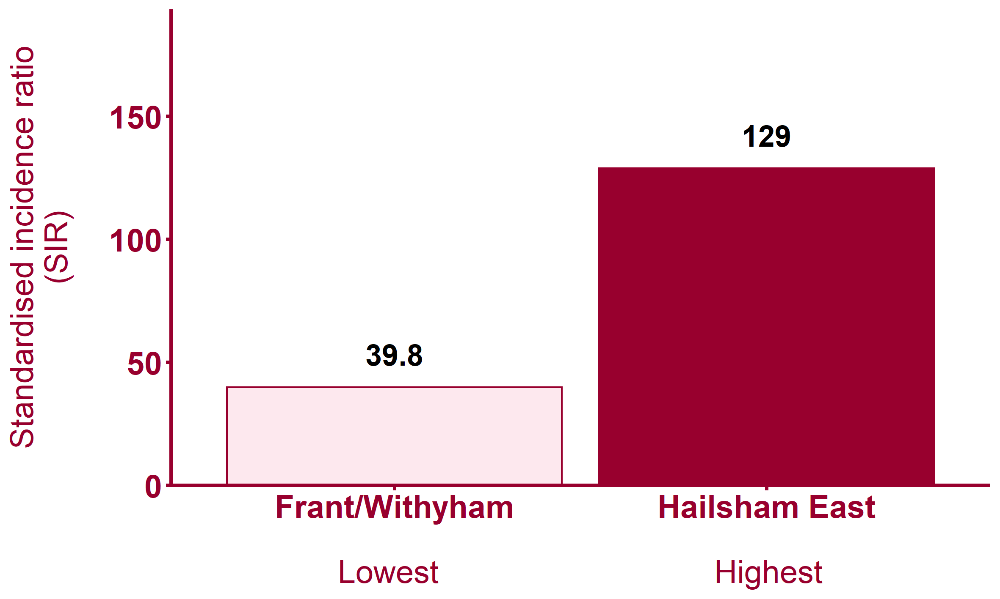 Standardised incidence ratio
(SIR)
150
100
50
0
129
39.8
Frant/Withyham
Hailsham East
Lowest
Highest